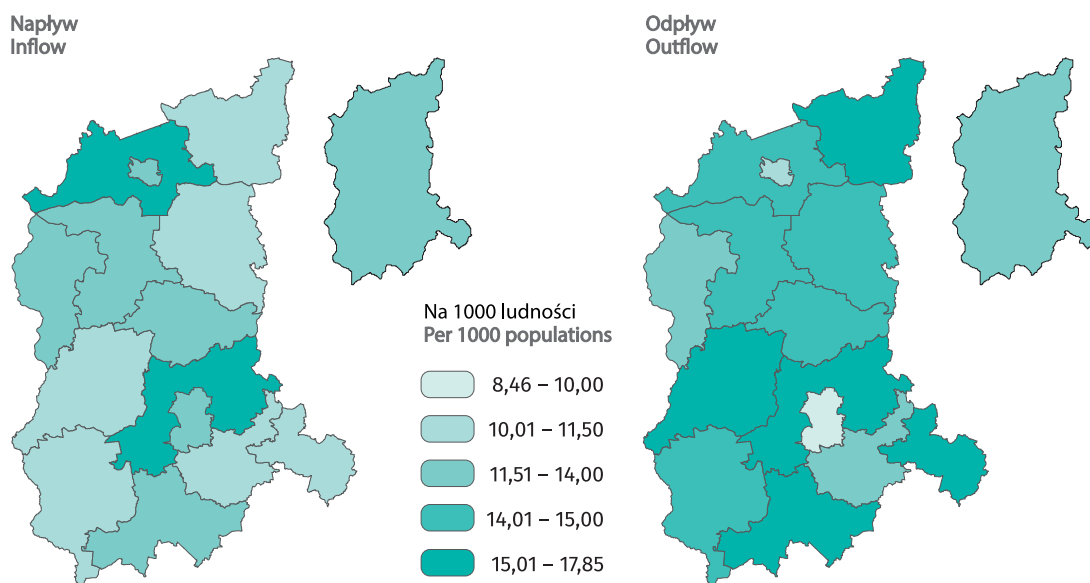 Napływ
Inflow
Odpływ
Outflow
Na 1000 ludności
Per 1000 populations
8,46 – 10,00
10,01 – 11,50
11,51 – 14,00
14,01 – 15,00
15,01 – 17,85